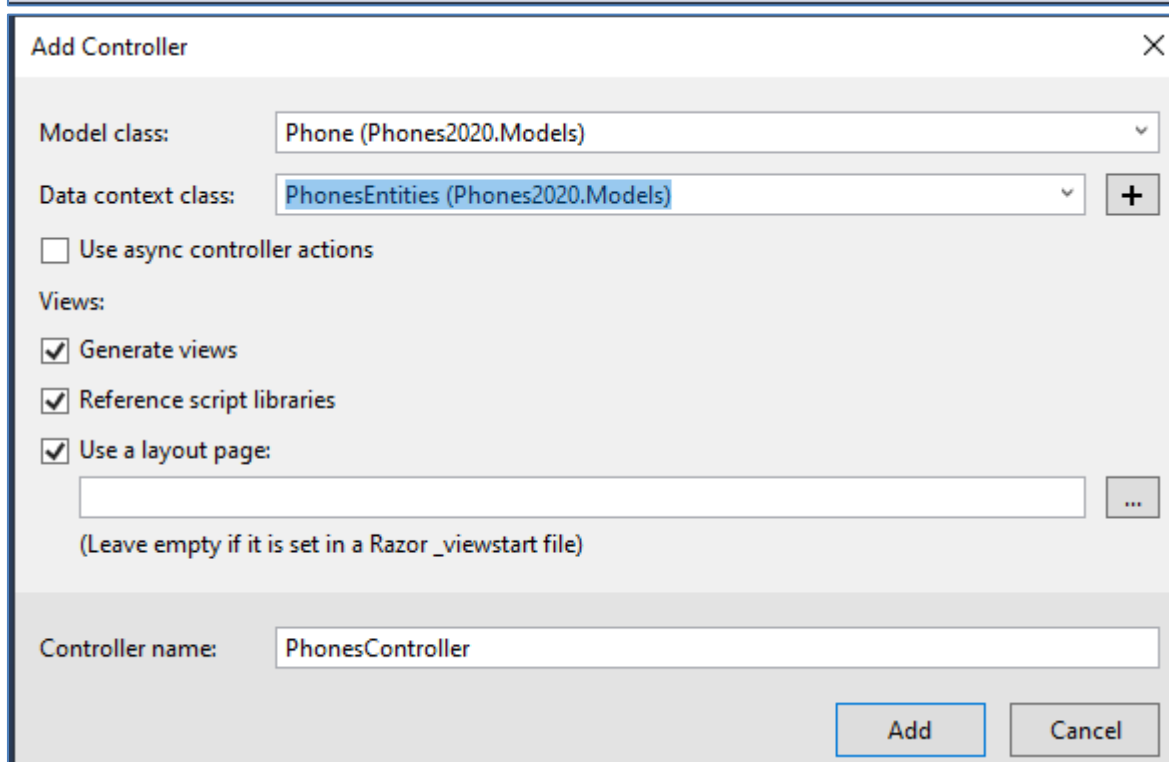 Add Controller
Model class: Phone (Phones2020.Models)
Data context class: PhonesEntities (Phones2020.Models) +
Use async controller actions
Views:
Generate views
Reference script libraries
Use a layout page:
...
(Leave empty if it is set in a Razor _viewstart file)
Controller name: PhonesController
Add Cancel